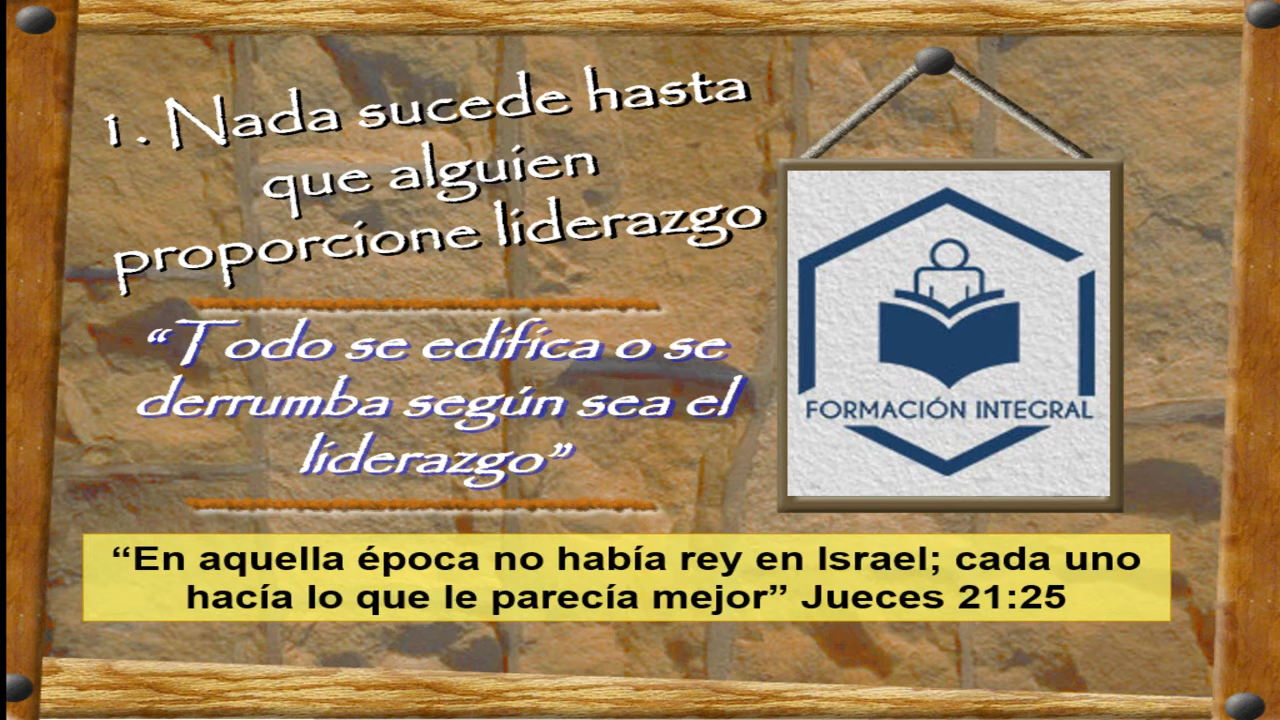 1. Nada sucede hasta
que alguien
proporcione liderazgo
“Todo se edifica o se
derrumba según sea el
liderazgo”
FORMACIÓN INTEGRAL
“En aquella época no había rey en Israel; cada uno
hacía lo que le parecía mejor” Jueces 21:25